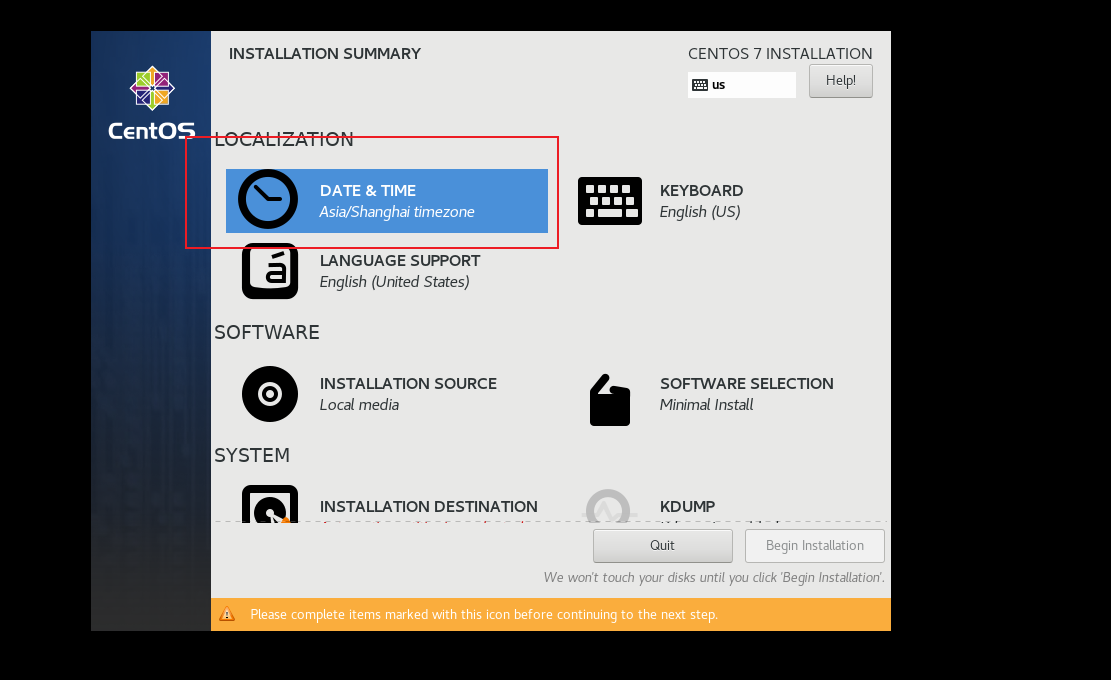 INSTALLATION SUMMARY
CENTOS 7 INSTALLATION
us
Help!
CentOS
LOCALIZATION
DATE & TIME
Asia/Shanghai timezone
KEYBOARD
English (US)
LANGUAGE SUPPORT
English (United States)
SOFTWARE
INSTALLATION SOURCE
Local media
SOFTWARE SELECTION
Minimal Install
SYSTEM
INSTALLATION DESTINATION
KDUMP
Quit
Begin Installation
We won't touch your disks until you click 'Begin Installation'.
Please complete items marked with this icon before continuing to the next step.